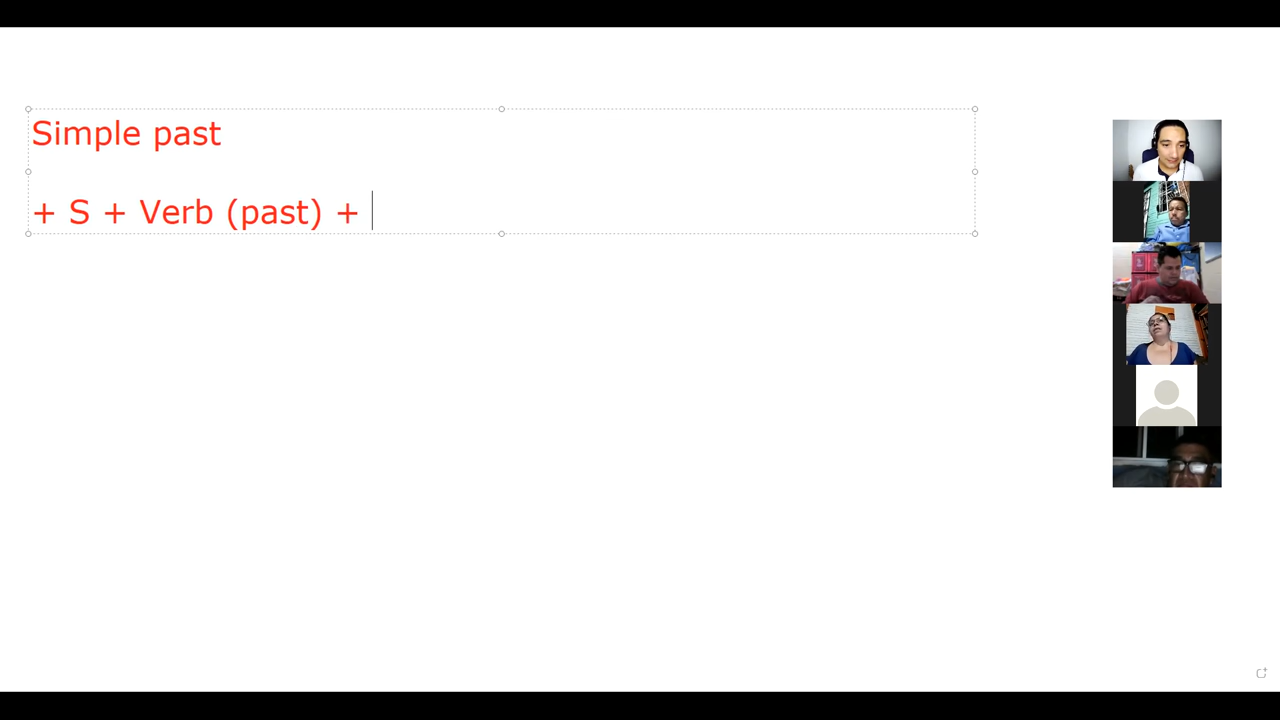 Simple past
+ S + Verb (past) +